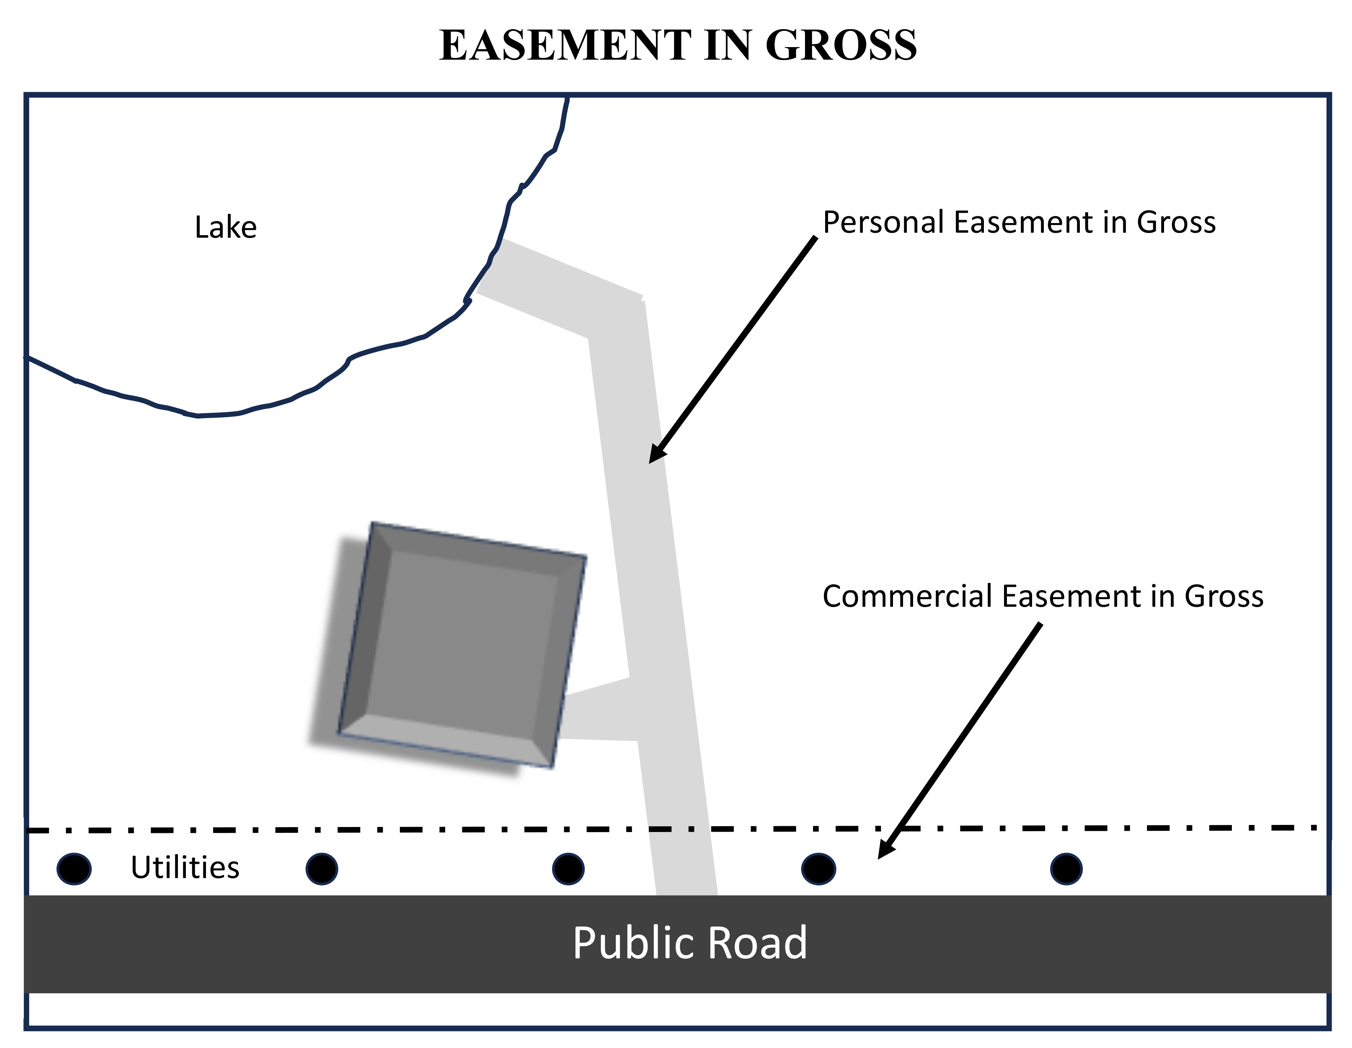 EASEMENT IN GROSS
Lake
Personal Easement in Gross
Commercial Easement in Gross
Utilities
Public Road